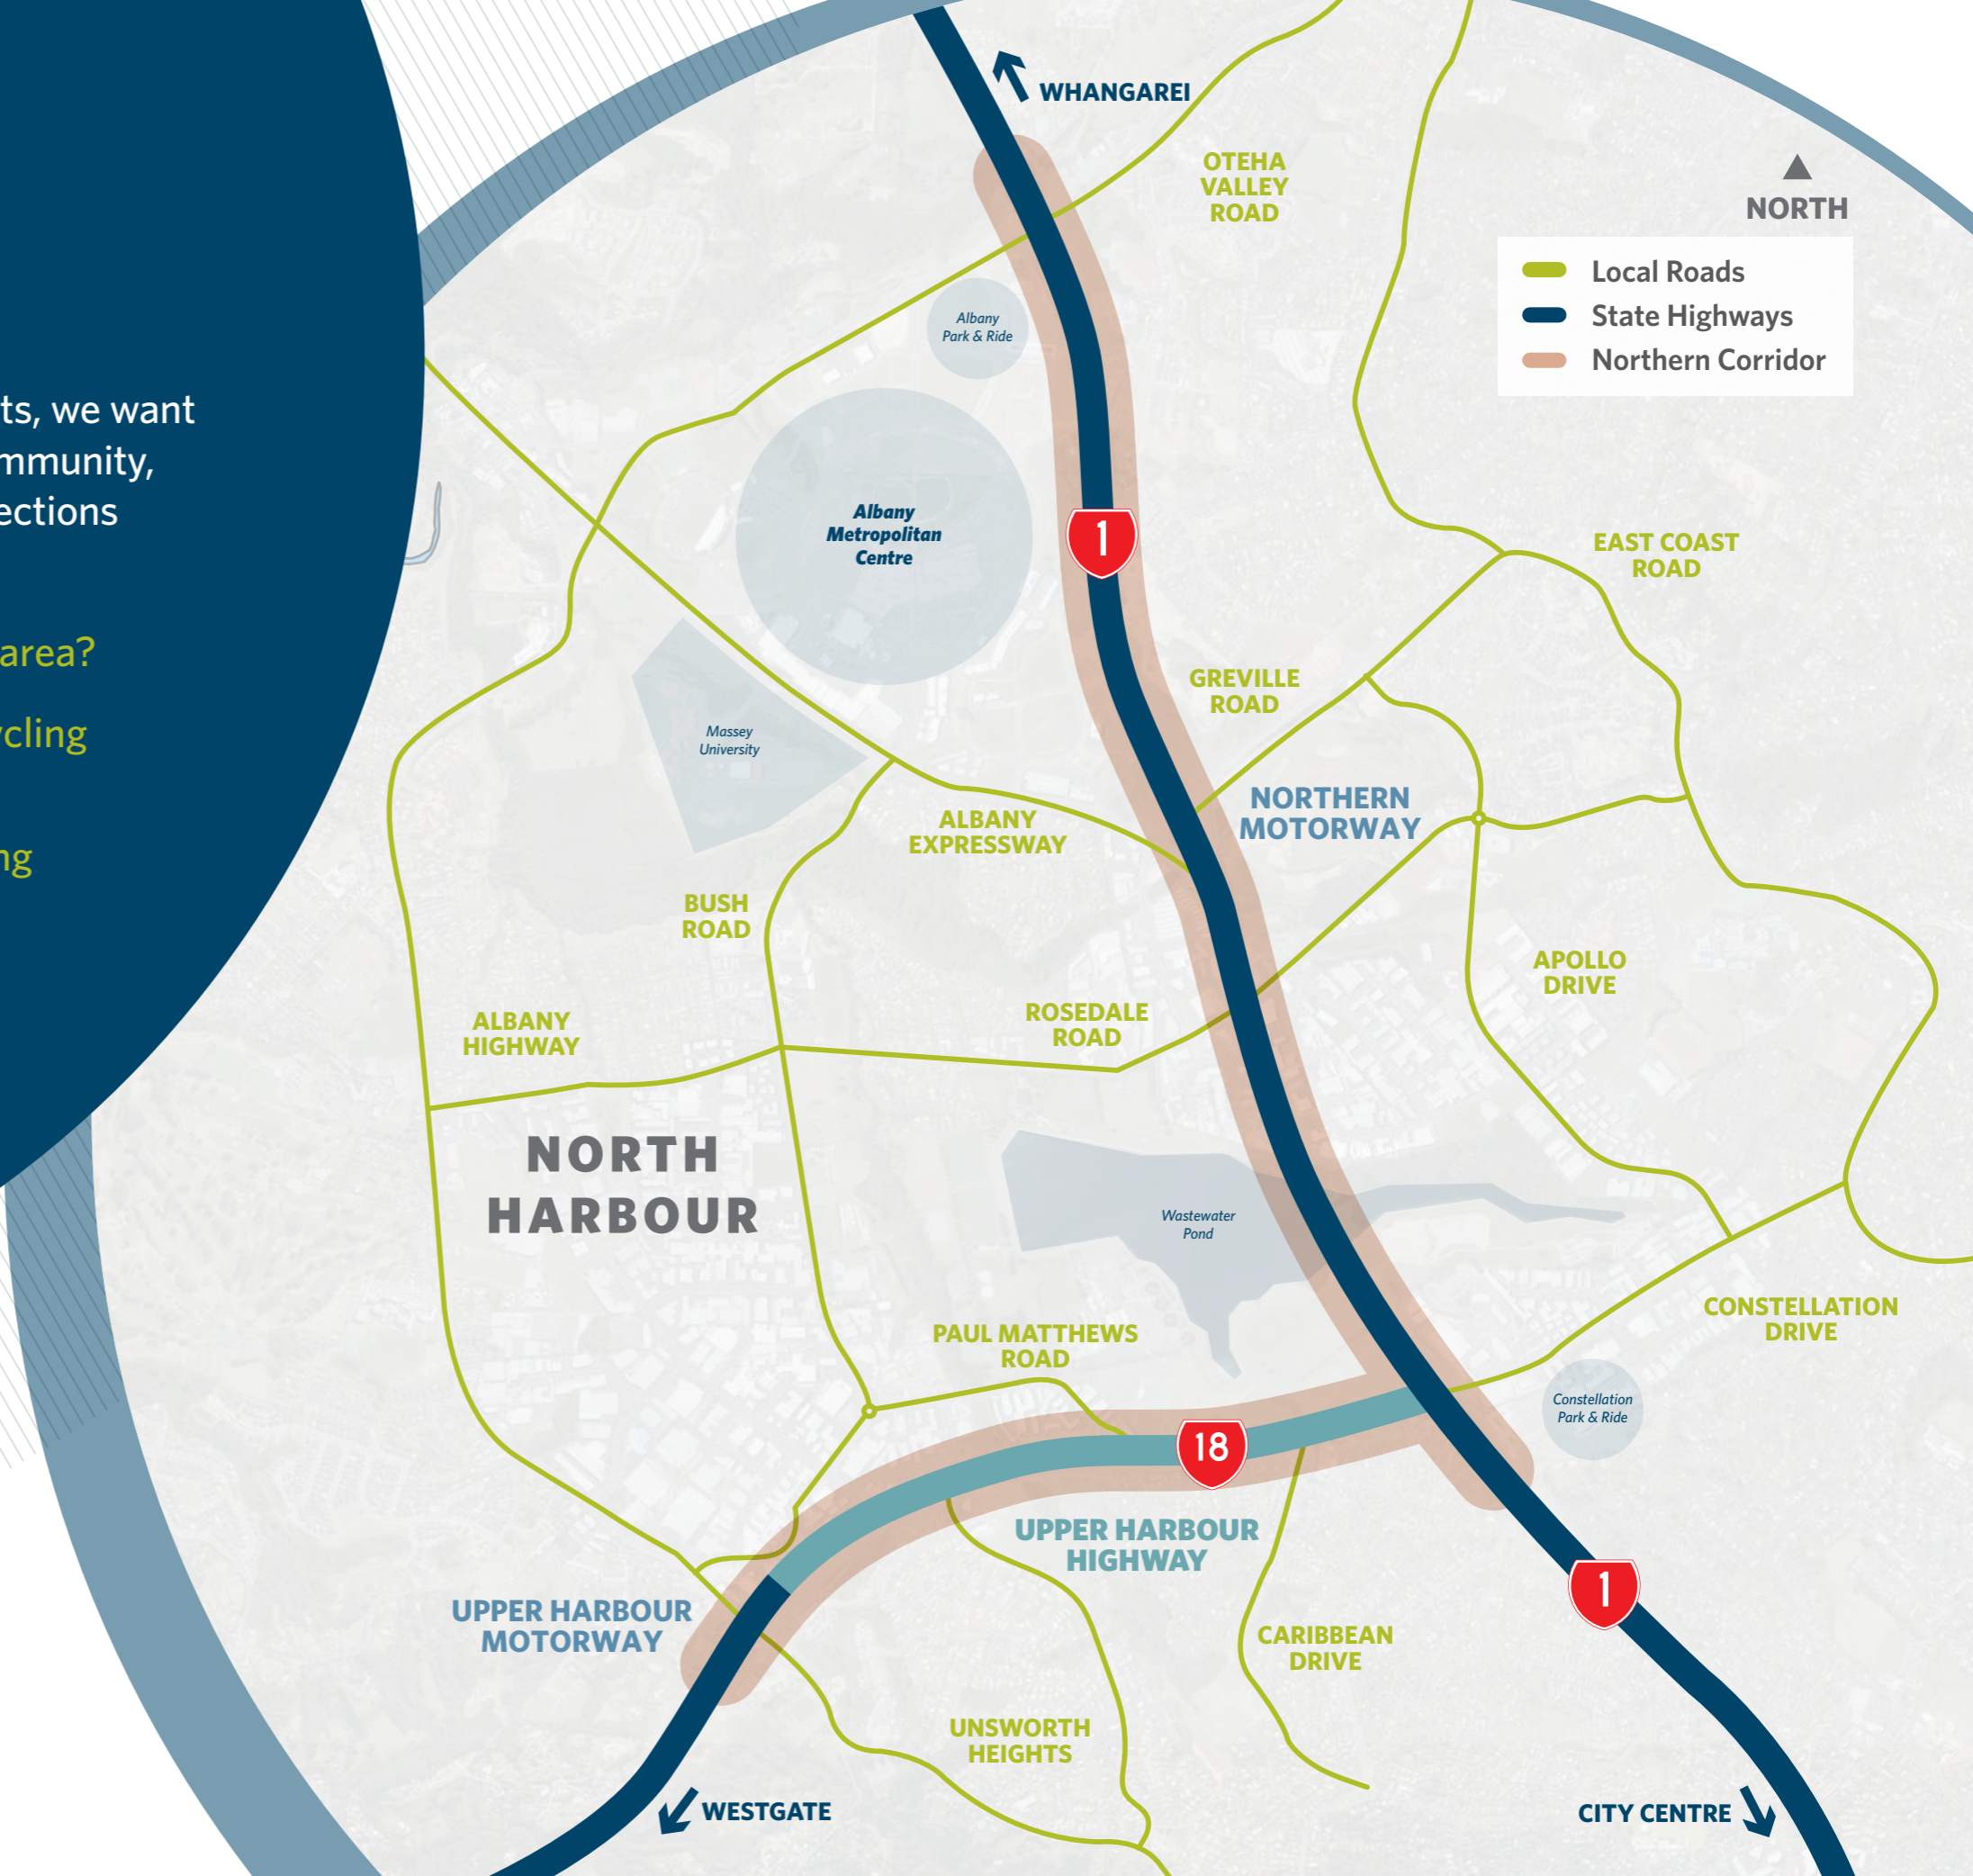 ts, we want
mmunity,
ections
area?
cling
ng
WHANGAREI
OTEHA
VALLEY
ROAD
NORTH
Local Roads
State Highways
Northern Corridor
Albany
Park & Ride
Albany
Metropolitan
Centre
1
EAST COAST
ROAD
GREVILLE
ROAD
Massey
University
NORTHERN
MOTORWAY
ALBANY
EXPRESSWAY
BUSH
ROAD
APOLLO
DRIVE
ALBANY
HIGHWAY
ROSEDALE
ROAD
NORTH
HARBOUR
Wastewater
Pond
CONSTELLATION
DRIVE
PAUL MATTHEWS
ROAD
Constellation
Park & Ride
18
UPPER HARBOUR
HIGHWAY
1
UPPER HARBOUR
MOTORWAY
CARIBBEAN
DRIVE
UNSWORTH
HEIGHTS
WESTGATE
CITY CENTRE